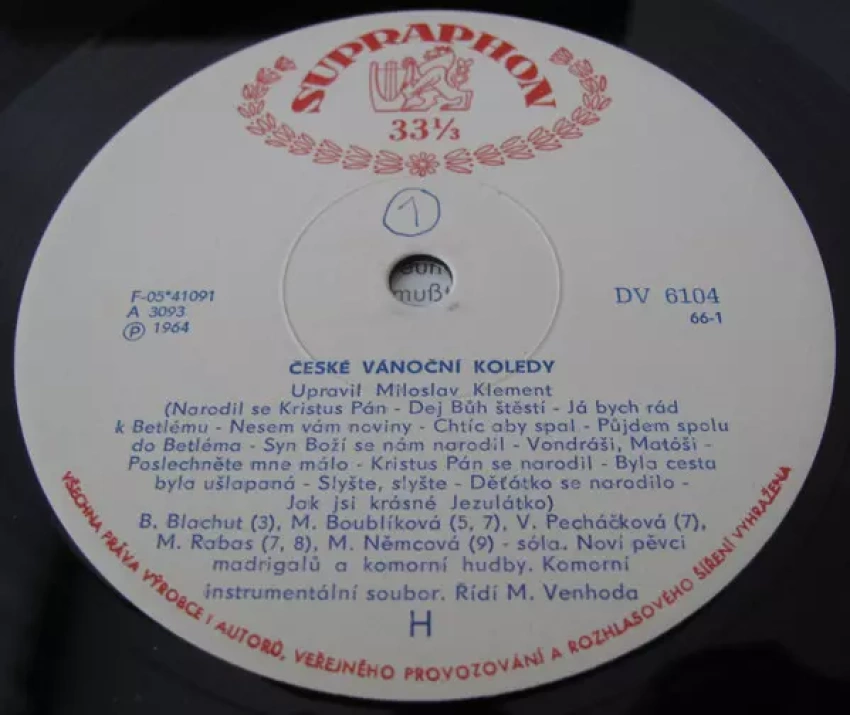 SUPRAPHON
33⅓
1
F-05*41091
A 3093
Ⓟ 1964
DV 6104
66-1
ČESKÉ VÁNOČNÍ KOLEDY
Upravil Miloslav Klement
(Narodil se Kristus Pán - Dej Bůh štěstí - Já bych rád
k Betlému - Nesem vám noviny - Chtíc aby spal - Půjdem spolu
do Betléma - Syn Boží se nám narodil - Vondráši, Matóši -
Poslechněte mne málo - Kristus Pán se narodil - Byla cesta
byla ušlapaná - Slyšte, slyšte - Děťátko se narodilo -
Jak jsi krásné Jezulátko)
B. Blachut (3), M. Boublíková (5, 7), V. Pecháčková (7),
M. Rabas (7, 8), M. Němcová (9) - sóla. Noví pěvci
madrigalů a komorní hudby. Komorní
instrumentální soubor. Řídí M. Venhoda
H
VŠECHNA PRÁVA VÝROBCE I AUTORŮ, VEŘEJNÉHO PROVOZOVÁNÍ A ROZHLASOVÉHO ŠÍŘENÍ VYHRAŽENA